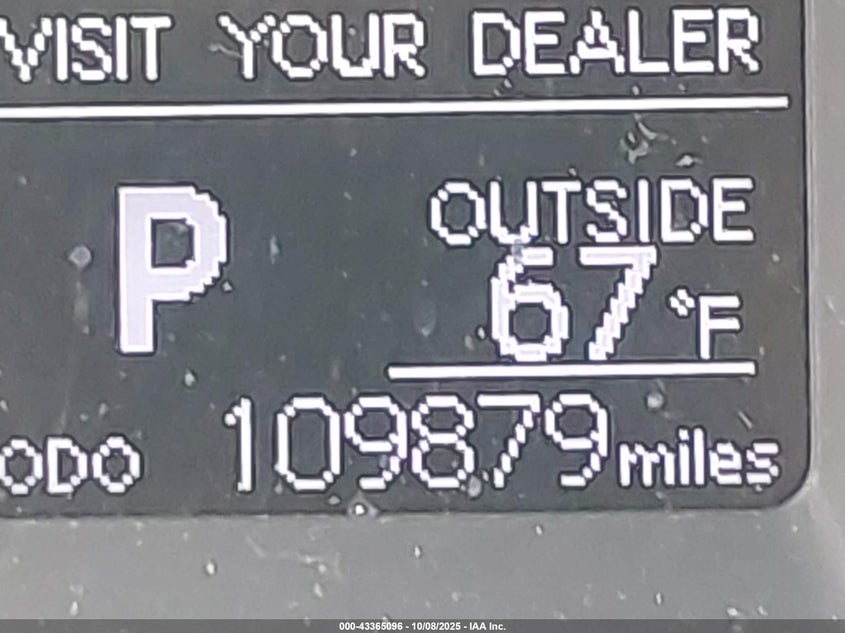 VISIT YOUR DEALER
P
OUTSIDE
67 °F
ODO 109879 miles
000-43365096 - 10/08/2025 - IAA Inc.